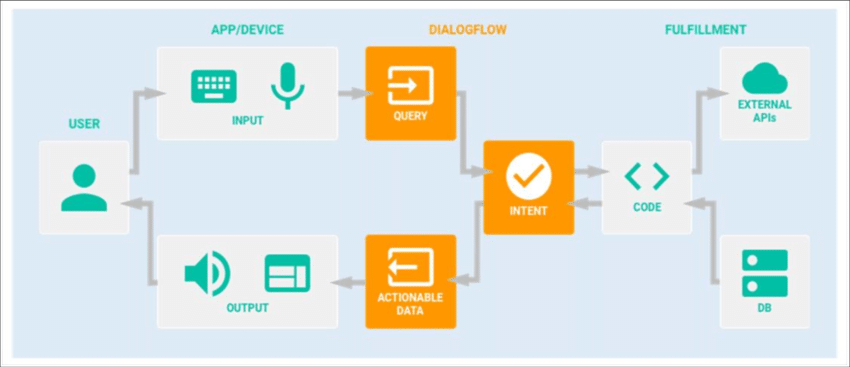 APP/DEVICE
DIALOGFLOW
FULFILLMENT
USER
INPUT
QUERY
EXTERNAL
APIs
INTENT
CODE
OUTPUT
ACTIONABLE
DATA
DB